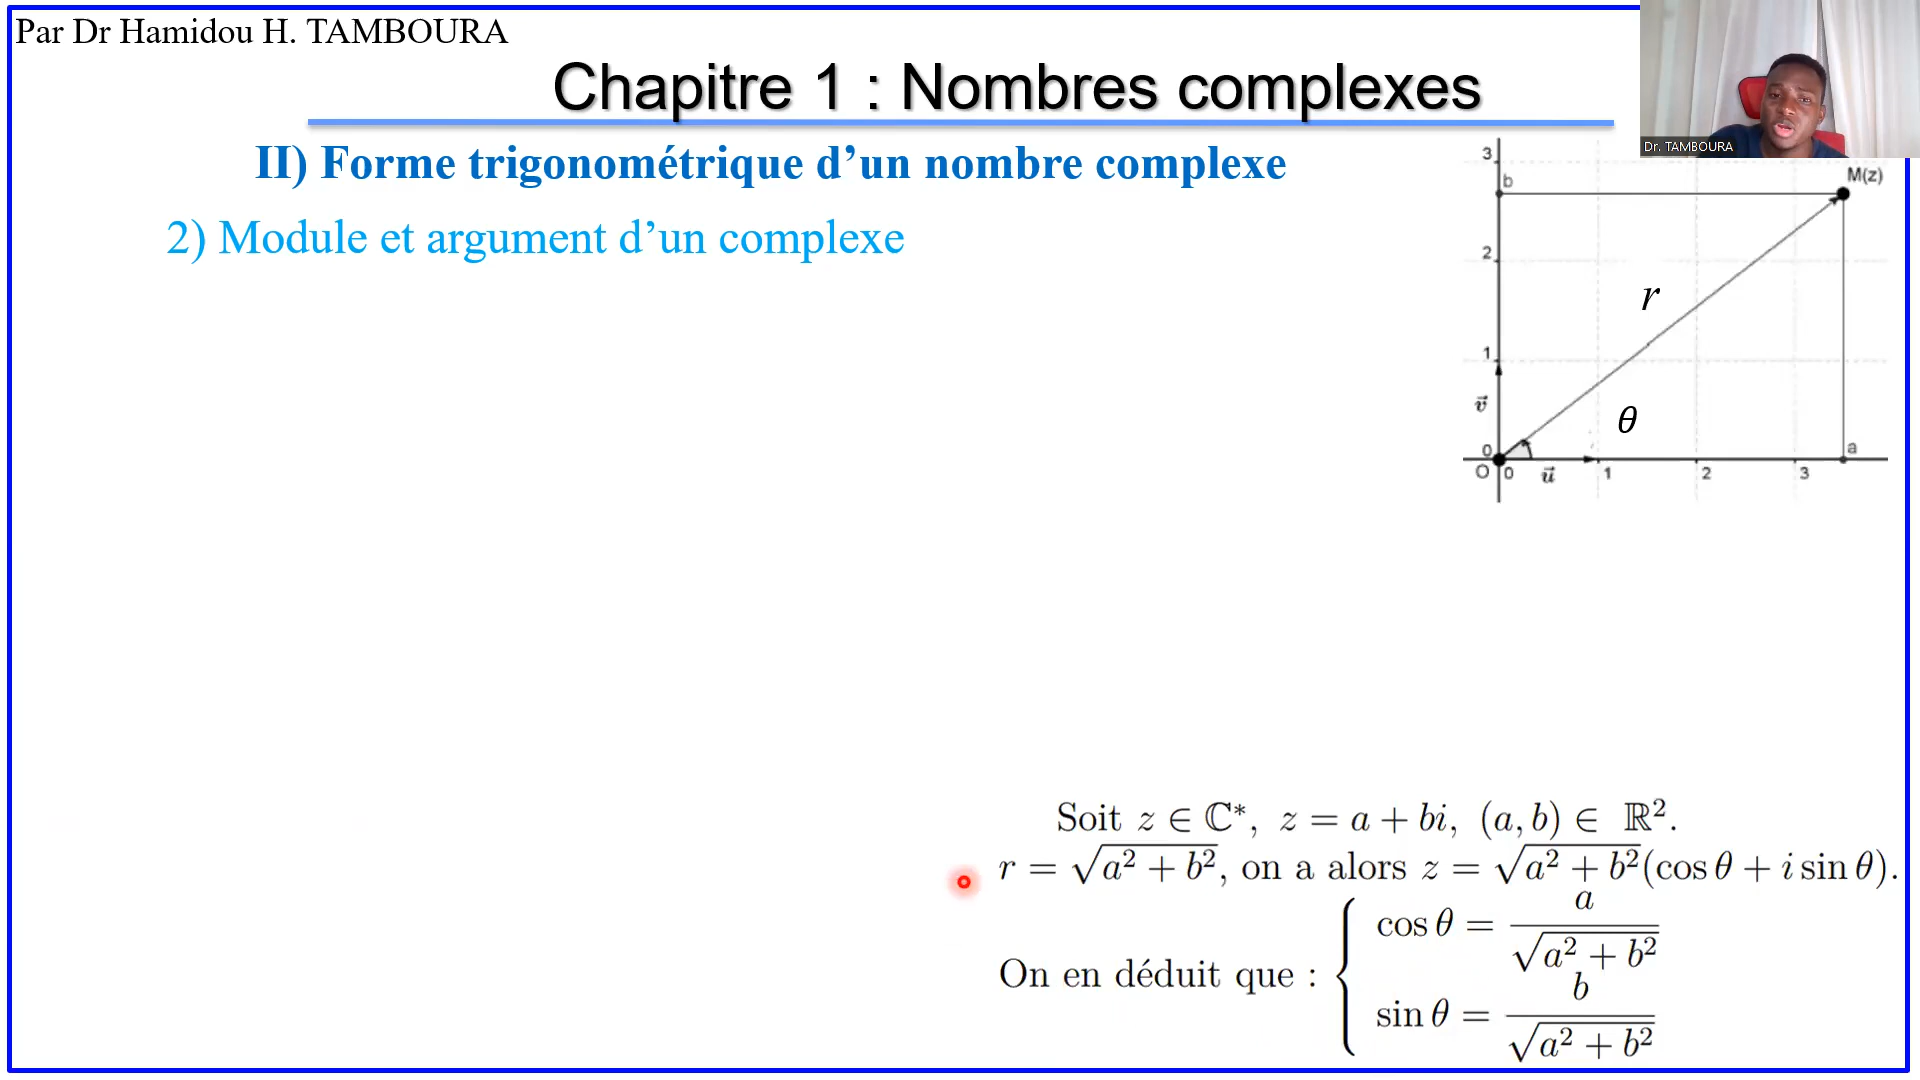 Par Dr Hamidou H. TAMBOURA
Chapitre 1 : Nombres complexes
Dr. TAMBOURA
II) Forme trigonométrique d’un nombre complexe
2) Module et argument d’un complexe
3
b
M(z)
2
r
1
v⃗
θ
0
a
O 0 u⃗ 1 2 3
Soit z ∈ ℂ*, z = a + bi, (a, b) ∈ ℝ².
r = √(a² + b²), on a alors z = √(a² + b²)(cos θ + i sin θ).
On en déduit que : { cos θ = a / √(a² + b²)
sin θ = b / √(a² + b²)